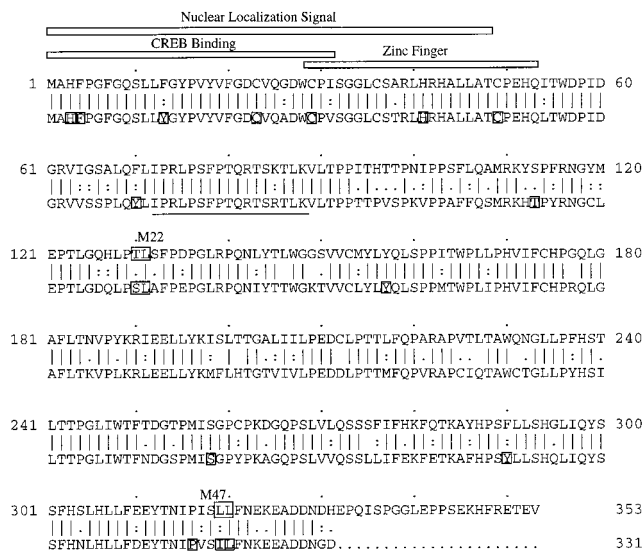 Nuclear Localization Signal
CREB Binding
Zinc Finger
1 MAHFPGFGQSLLFGYPVYVFGDCVQGDWCPISGGLCSARLHRHALLATCPEHQITWDPID 60
MAHFPGFGQSLLYGYPVYVFGDCVQADWCPVSGGLCSTRLHRHALLATCPEHQLTWDPID
61 GRVIGSALQFLIPRLPSFPTQRTSKTLKVLTPPITHTTPNIPPSFLQAMRKYSPFRNGYM 120
GRVVSSPLQYLIPRLPSFPTQRTSRTLKVLTPPTTPVSPKVPPAFFQSMRKHTPYRNGCL
.M22
121 EPTLGQHLPTLSFPDPGLRPQNLYTLWGGSVVCMYLYQLSPPITWPLLPHVIFCHPGQLG 180
EPTLGDQLPSLAFPEPGLRPQNIYTTWGKTVVCLYLYQLSPPMTWPLIPHVIFCHPRQLG
181 AFLTNVPYKRIEELLYKISLTTGALIILPEDCLPTTLFQPARAPVTLTAWQNGLLPFHST 240
AFLTKVPLKRLEELLYKMFLHTGTVIVLPEDDLPTTMFQPVRAPCIQTAWCTGLLPYHSI
241 LTTPGLIWTFTDGTPMISGPCPKDGQPSLVLQSSSFIFHKFQTKAYHPSFLLSHGLIQYS 300
LTTPGLIWTFNDGSPMISGPYPKAGQPSLVVQSSLLIFEKFETKAFHPSYLLSHQLIQYS
M47
301 SFHSLHLLFEEYTNIPISLLFNEKEADDNDHEPQISPGGLEPPSEKHFRETEV 353
SFHNLHLLFDEYTNIPVSILFNEKEADDNGD...................... 331